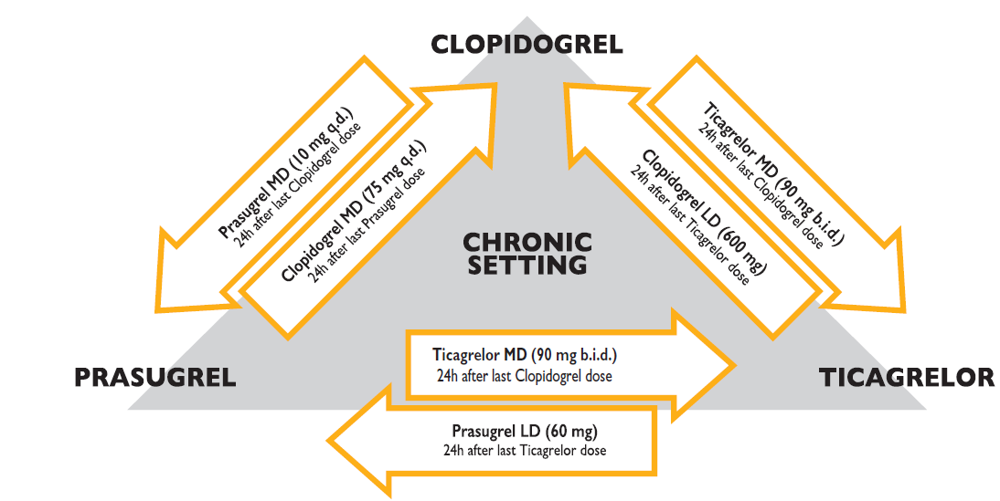 CLOPIDOGREL
Prasugrel MD (10 mg q.d.)
24h after last Clopidogrel dose
Clopidogrel MD (75 mg q.d.)
24h after last Prasugrel dose
Ticagrelor MD (90 mg b.i.d.)
24h after last Clopidogrel dose
Clopidogrel LD (600 mg)
24h after last Ticagrelor dose
CHRONIC
SETTING
PRASUGREL
Ticagrelor MD (90 mg b.i.d.)
24h after last Clopidogrel dose
TICAGRELOR
Prasugrel LD (60 mg)
24h after last Ticagrelor dose